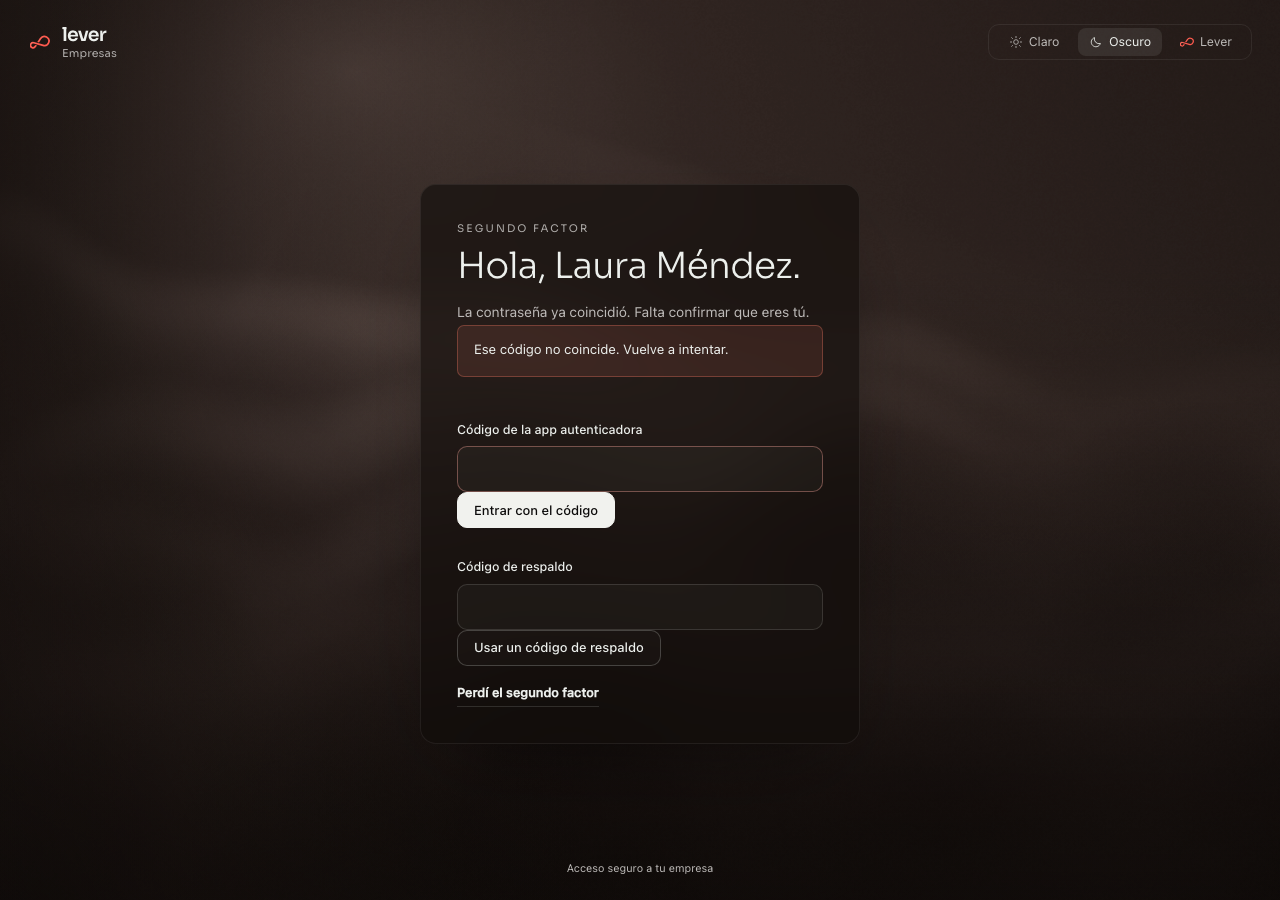 lever
Empresas
Claro
Oscuro
Lever
SEGUNDO FACTOR
Hola, Laura Méndez.
La contraseña ya coincidió. Falta confirmar que eres tú.
Ese código no coincide. Vuelve a intentar.
Código de la app autenticadora
Entrar con el código
Código de respaldo
Usar un código de respaldo
Perdí el segundo factor
Acceso seguro a tu empresa